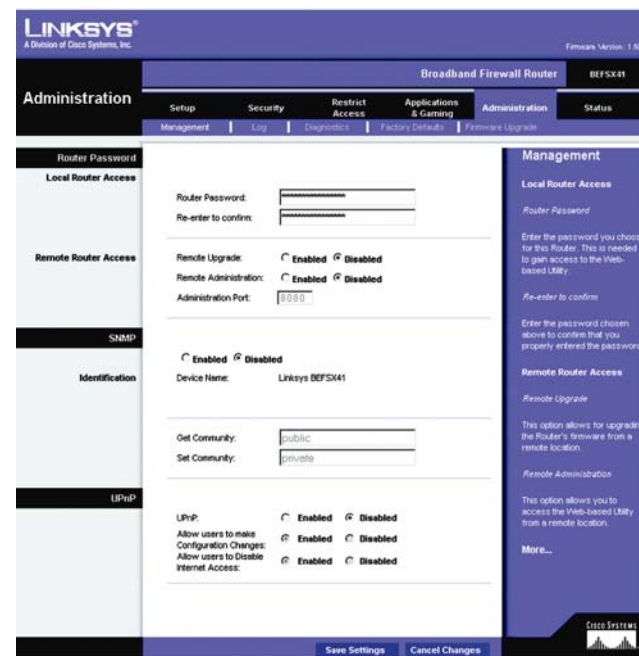 LINKSYS®
A Division of Cisco Systems, Inc.
Firmware Version: 1.5
Broadband Firewall Router BEFSX41
Administration
Setup Security Restrict Access Applications & Gaming Administration Status
Management Log Diagnostics Factory Defaults Firmware Upgrade
Router Password
Local Router Access
Router Password:
Re-enter to confirm:
Remote Router Access
Remote Upgrade: Enabled Disabled
Remote Administration: Enabled Disabled
Administration Port: 8080
SNMP
Enabled Disabled
Identification
Device Name: Linksys BEFSX41
Get Community: public
Set Community: private
UPnP
UPnP: Enabled Disabled
Allow users to make
Configuration Changes: Enabled Disabled
Allow users to Disable
Internet Access: Enabled Disabled
Management
Local Router Access
Router Password
Enter the password you choos
for this Router. This is needed
to gain access to the Web-
based Utility.
Re-enter to confirm
Enter the password chosen
above to confirm that you
properly entered the password
Remote Router Access
Remote Upgrade
This option allows for upgradin
the Router's firmware from a
remote location.
Remote Administration
This option allows you to
access the Web-based Utility
from a remote location.
More...
Save Settings Cancel Changes
CISCO SYSTEMS